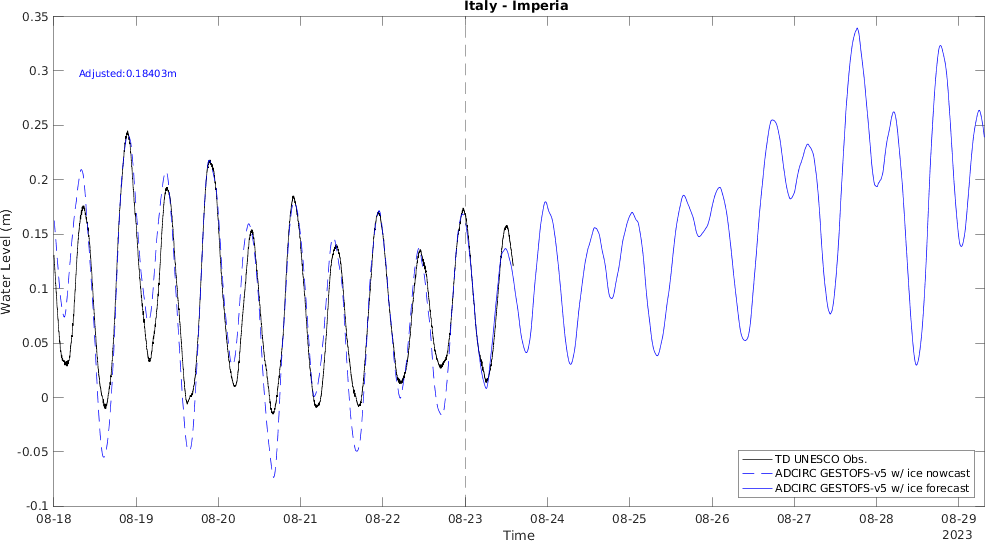 Italy - Imperia
0.35
0.3
0.25
0.2
0.15
0.1
0.05
0
-0.05
-0.1
Water Level (m)
Adjusted:0.18403m
TD UNESCO Obs.
ADCIRC GESTOFS-v5 w/ ice nowcast
ADCIRC GESTOFS-v5 w/ ice forecast
08-18 08-19 08-20 08-21 08-22 08-23 08-24 08-25 08-26 08-27 08-28 08-29
Time
2023